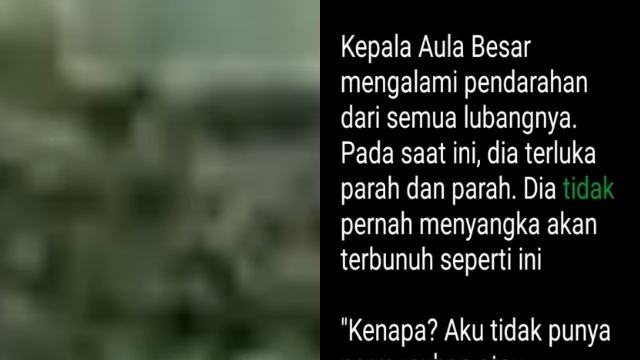 Kepala Aula Besar
mengalami pendarahan
dari semua lubangnya.
Pada saat ini, dia terluka
parah dan parah. Dia tidak
pernah menyangka akan
terbunuh seperti ini
"Kenapa? Aku tidak punya